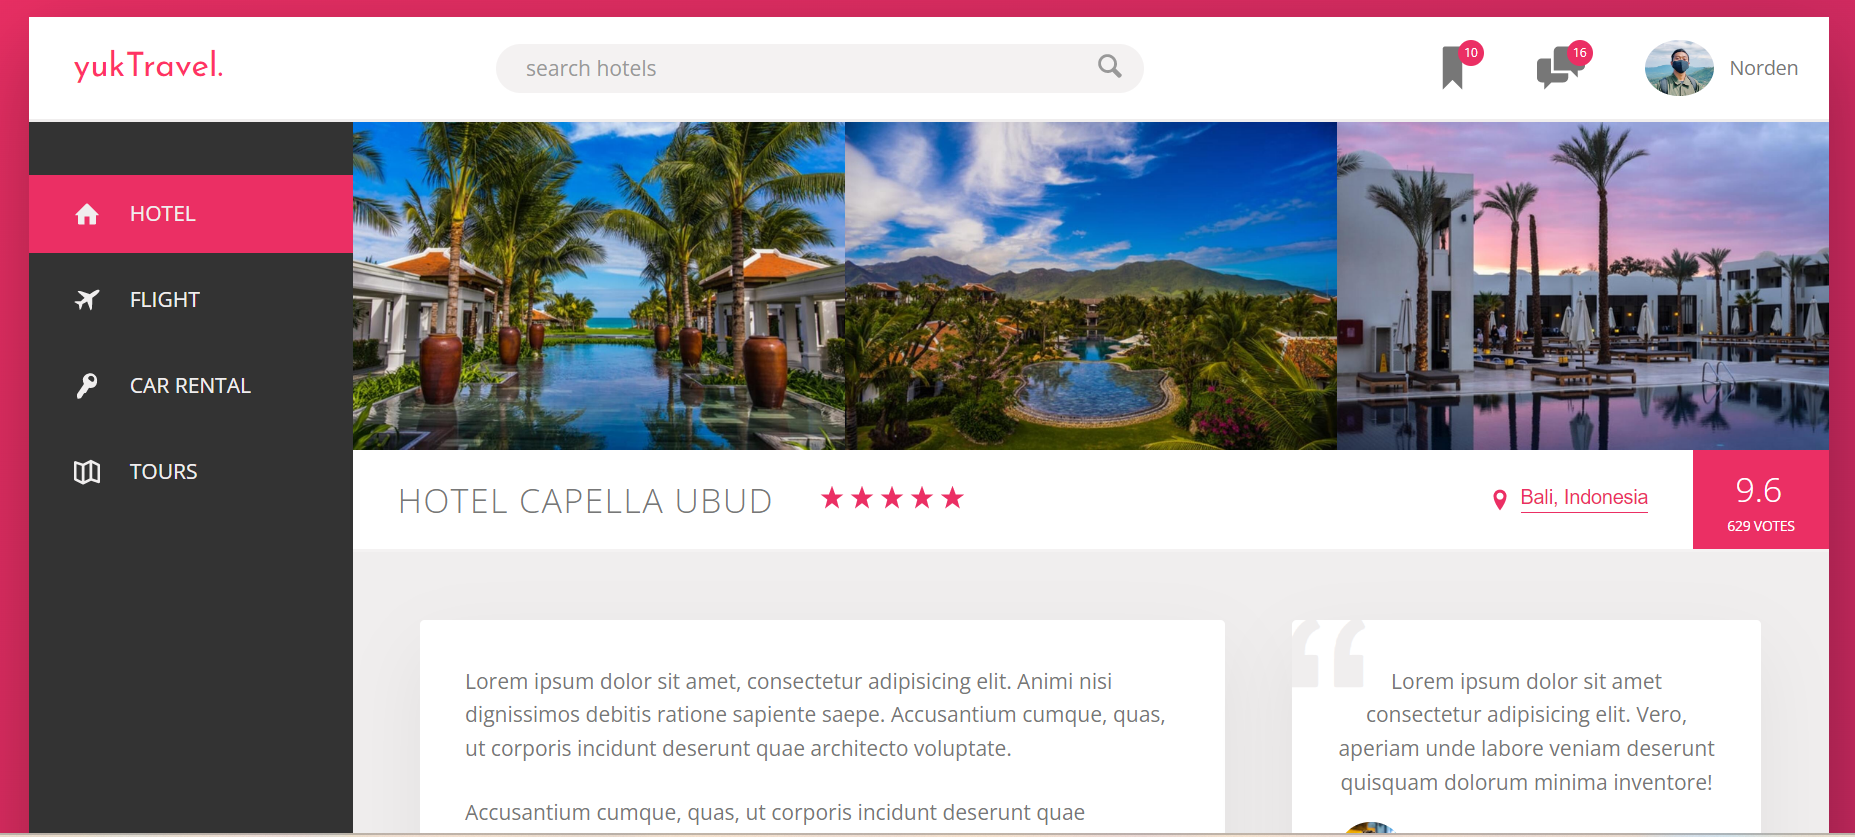 yukTravel.
search hotels
10
16
Norden
HOTEL
FLIGHT
CAR RENTAL
TOURS
HOTEL CAPELLA UBUD
Bali, Indonesia
9.6
629 VOTES
Lorem ipsum dolor sit amet, consectetur adipisicing elit. Animi nisi
dignissimos debitis ratione sapiente saepe. Accusantium cumque, quas,
ut corporis incidunt deserunt quae architecto voluptate.
Accusantium cumque, quas, ut corporis incidunt deserunt quae
“
Lorem ipsum dolor sit amet
consectetur adipisicing elit. Vero,
aperiam unde labore veniam deserunt
quisquam dolorum minima inventore!